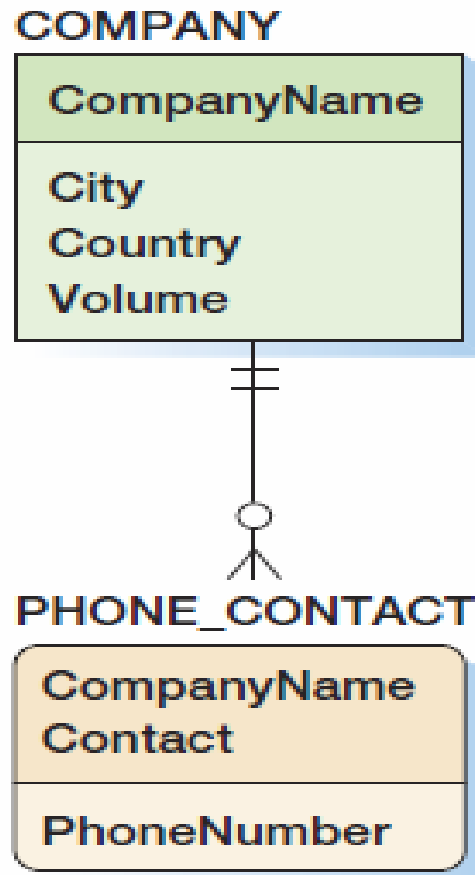 COMPANY
CompanyName
City
Country
Volume
PHONE_CONTACT
CompanyName
Contact
PhoneNumber